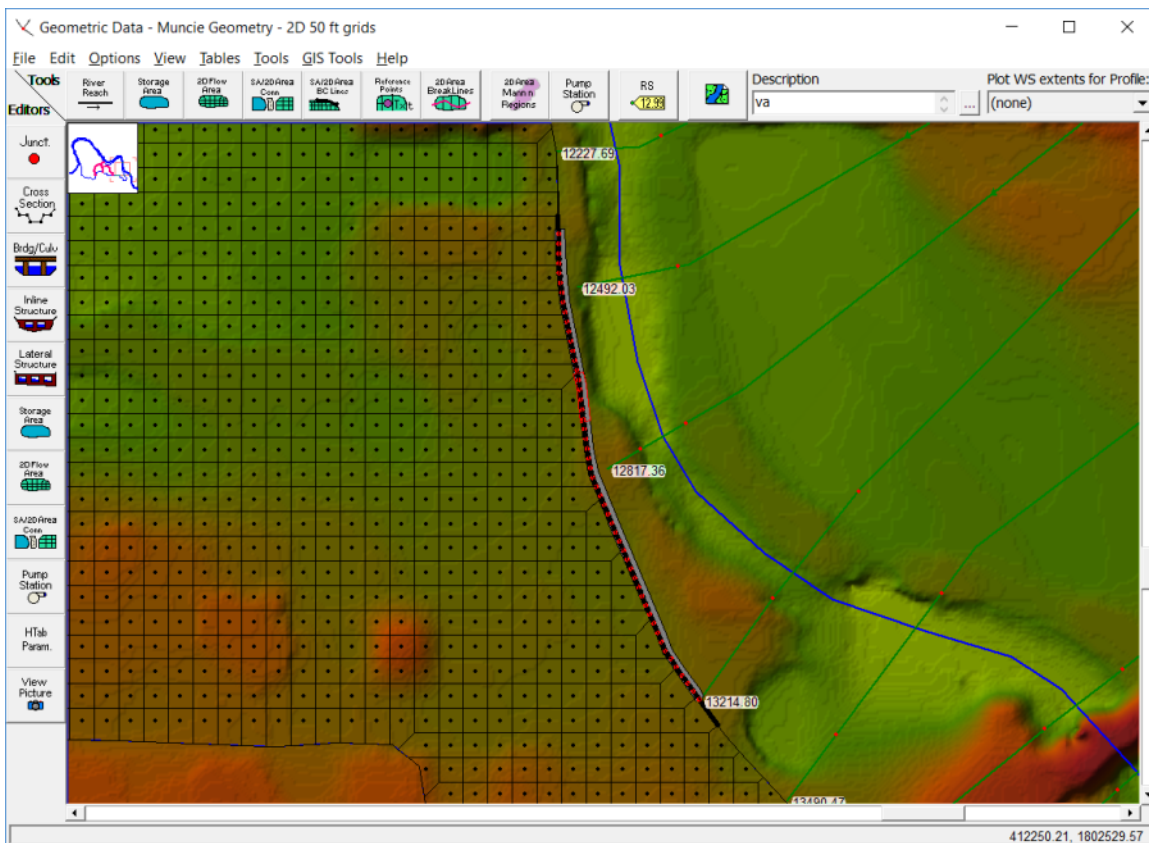 Geometric Data - Muncie Geometry - 2D 50 ft grids
File Edit Options View Tables Tools GIS Tools Help
Tools
Editors
River
Reach
Storage
Area
2D Flow
Area
SA/2D Area
Conn
SA/2D Area
BC Lines
Reference
Points
2D Area
BreakLines
2D Area
Mann n
Regions
Pump
Station
RS
Description
va
...
Plot WS extents for Profile:
(none)
Junct.
Cross
Section
Brdg/Culv
Inline
Structure
Lateral
Structure
Storage
Area
2D Flow
Area
SA/2D Area
Conn
Pump
Station
HTab
Param.
View
Picture
12227.69
12492.03
12817.36
13214.80
13490.47
412250.21, 1802529.57